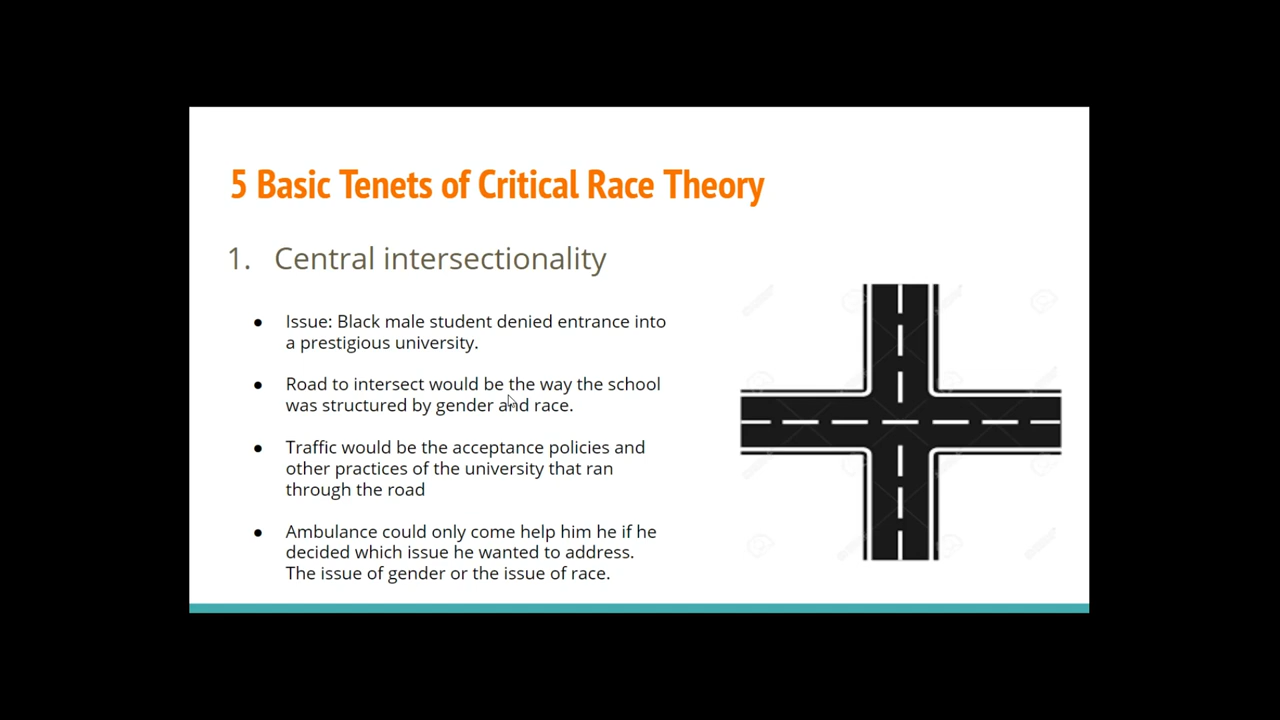 5 Basic Tenets of Critical Race Theory
1. Central intersectionality
● Issue: Black male student denied entrance into
a prestigious university.
● Road to intersect would be the way the school
was structured by gender and race.
● Traffic would be the acceptance policies and
other practices of the university that ran
through the road
● Ambulance could only come help him he if he
decided which issue he wanted to address.
The issue of gender or the issue of race.